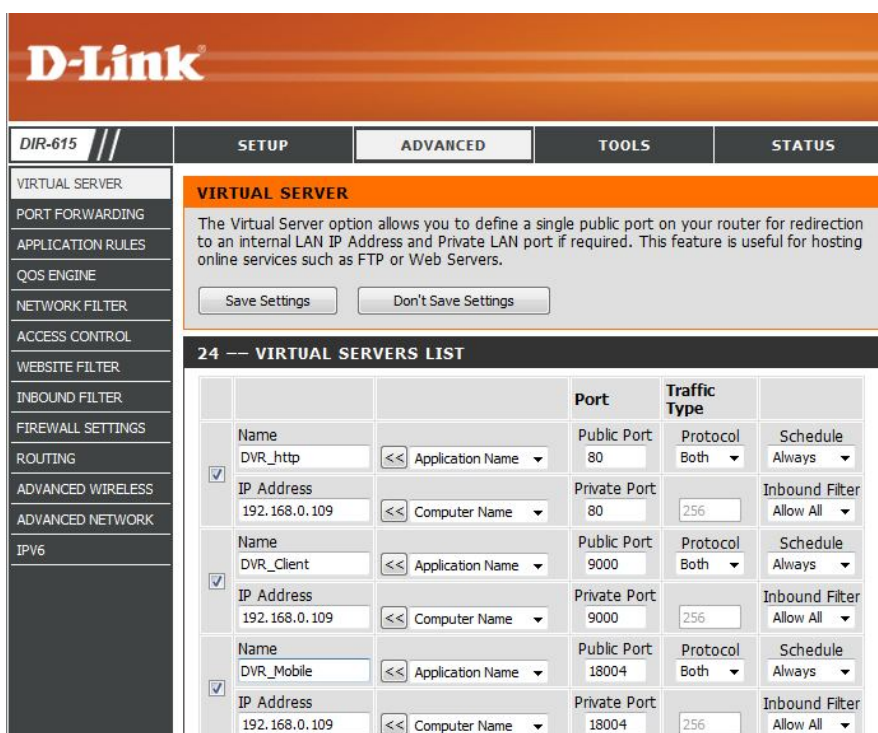 D-Link®
DIR-615 SETUP ADVANCED TOOLS STATUS
VIRTUAL SERVER
PORT FORWARDING
APPLICATION RULES
QOS ENGINE
NETWORK FILTER
ACCESS CONTROL
WEBSITE FILTER
INBOUND FILTER
FIREWALL SETTINGS
ROUTING
ADVANCED WIRELESS
ADVANCED NETWORK
IPV6
VIRTUAL SERVER
The Virtual Server option allows you to define a single public port on your router for redirection
to an internal LAN IP Address and Private LAN port if required. This feature is useful for hosting
online services such as FTP or Web Servers.
Save Settings Don't Save Settings
24 -- VIRTUAL SERVERS LIST
Port Traffic Type
Name Public Port Protocol Schedule
DVR_http << Application Name 80 Both Always
IP Address Private Port Inbound Filter
192.168.0.109 << Computer Name 80 256 Allow All
Name Public Port Protocol Schedule
DVR_Client << Application Name 9000 Both Always
IP Address Private Port Inbound Filter
192.168.0.109 << Computer Name 9000 256 Allow All
Name Public Port Protocol Schedule
DVR_Mobile << Application Name 18004 Both Always
IP Address Private Port Inbound Filter
192.168.0.109 << Computer Name 18004 256 Allow All